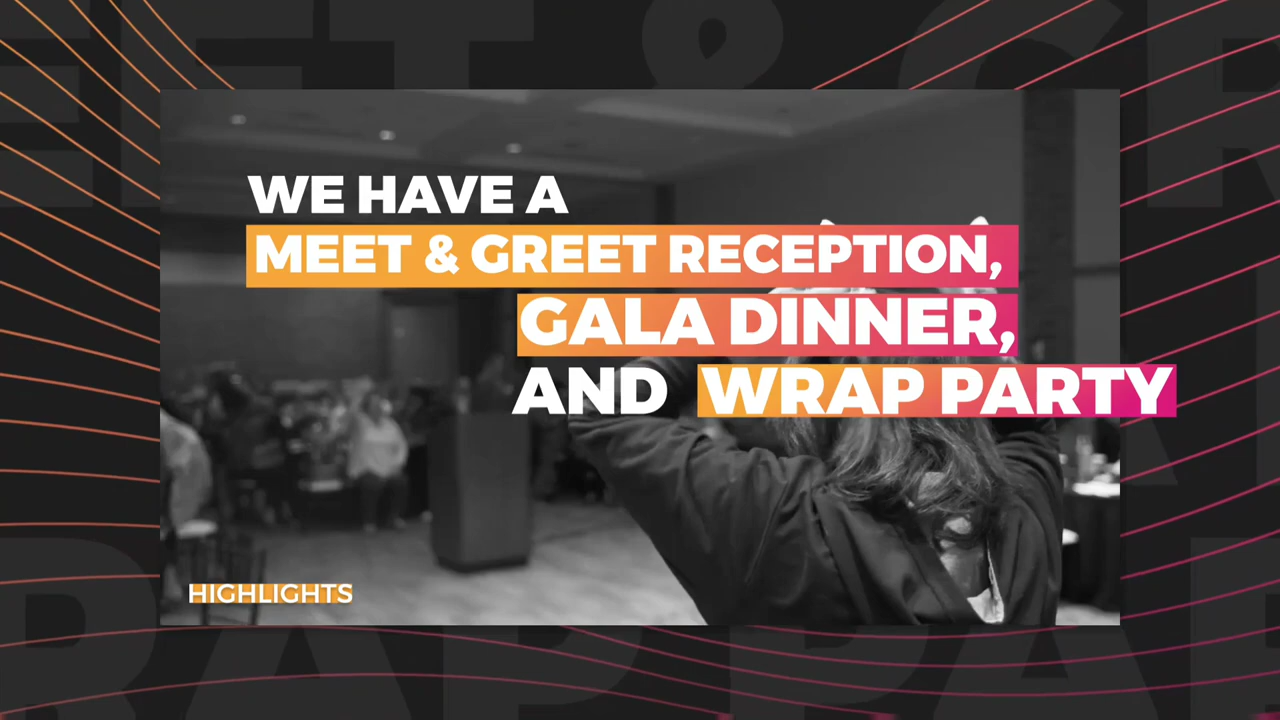 WE HAVE A
MEET & GREET RECEPTION,
GALA DINNER,
AND WRAP PARTY
HIGHLIGHTS